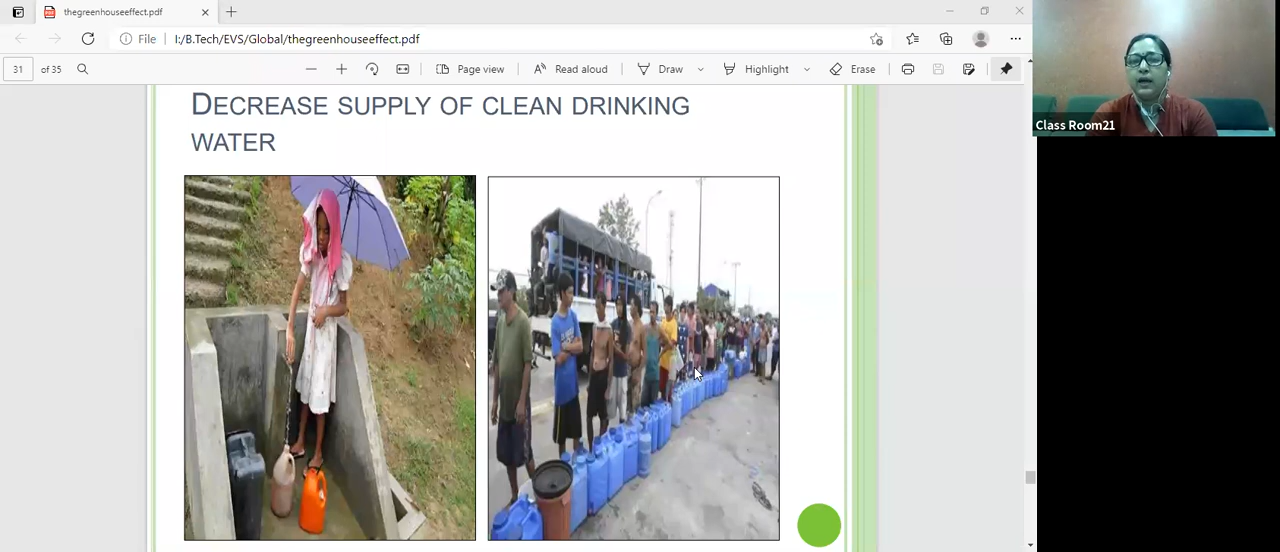 thegreenhouseeffect.pdf
File I:/B.Tech/EVS/Global/thegreenhouseeffect.pdf
31 of 35 Page view Read aloud Draw Highlight Erase
DECREASE SUPPLY OF CLEAN DRINKING
WATER
Class Room21